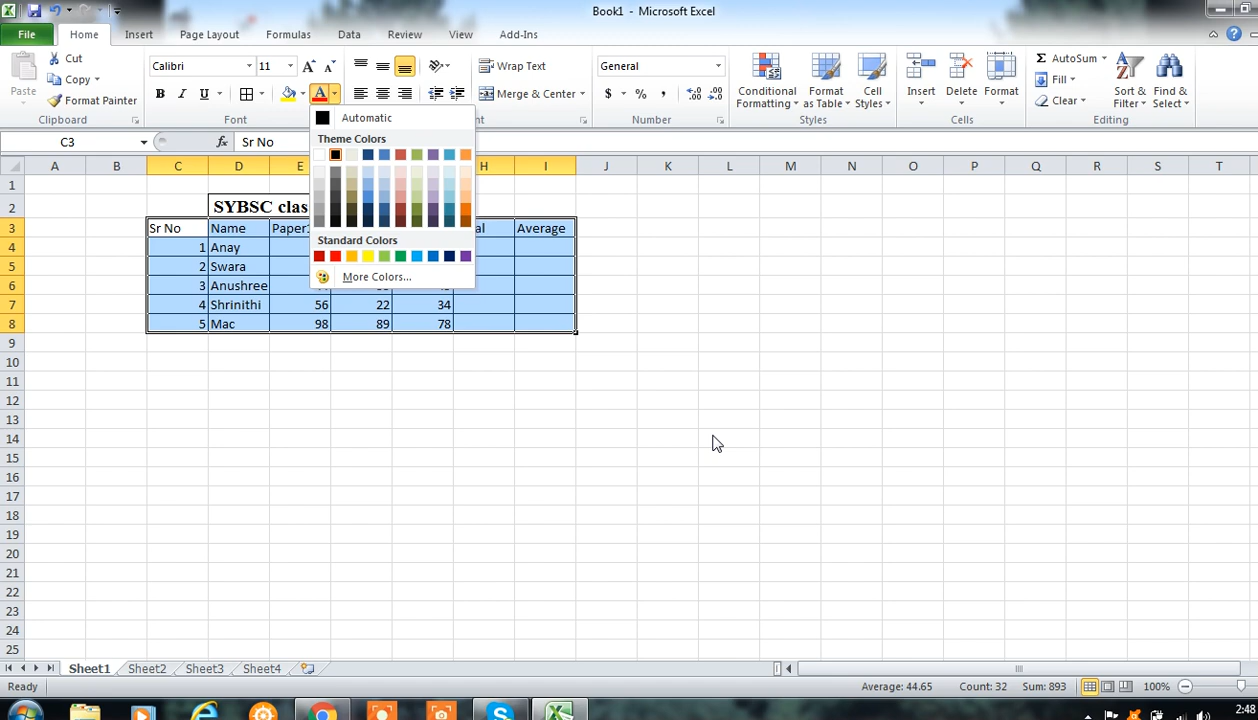 Book1 - Microsoft Excel
File Home Insert Page Layout Formulas Data Review View Add-Ins
Paste Cut Copy Format Painter
Calibri 11 B I U A A A
Wrap Text Merge & Center
General $ % ,
Conditional Formatting Format as Table Cell Styles
Insert Delete Format
Σ AutoSum Fill Clear Sort & Filter Find & Select
Clipboard Font Number Cells Editing
C3 fx Sr No
Automatic
Theme Colors
Standard Colors
More Colors...
A B C D E H I J K L M N O P Q R S T
1
2 SYBSC clas
3 Sr No Name Paper Average
4 1 Anay
5 2 Swara
6 3 Anushree
7 4 Shrinithi 56 22 34
8 5 Mac 98 89 78
9
10
11
12
13
14
15
16
17
18
19
20
21
22
23
24
25
Sheet1 Sheet2 Sheet3 Sheet4
Ready Average: 44.65 Count: 32 Sum: 893 100%
2:48